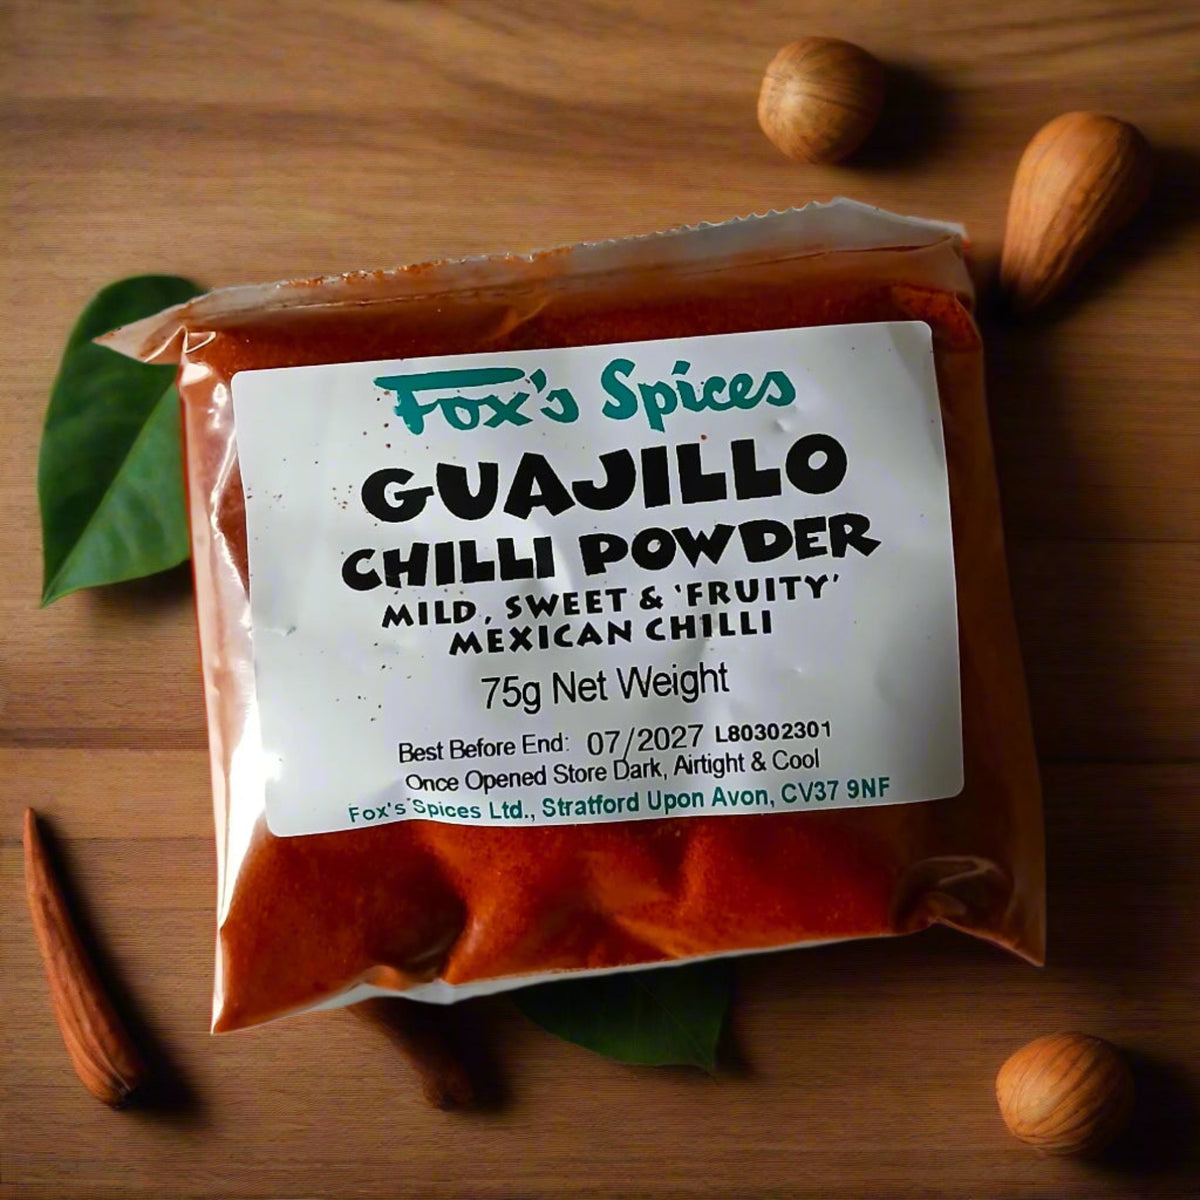 Fox's Spices
GUAJILLO
CHILLI POWDER
MILD, SWEET & 'FRUITY'
MEXICAN CHILLI
75g Net Weight
Best Before End: 07/2027 L80302301
Once Opened Store Dark, Airtight & Cool
Fox's Spices Ltd., Stratford Upon Avon, CV37 9NF